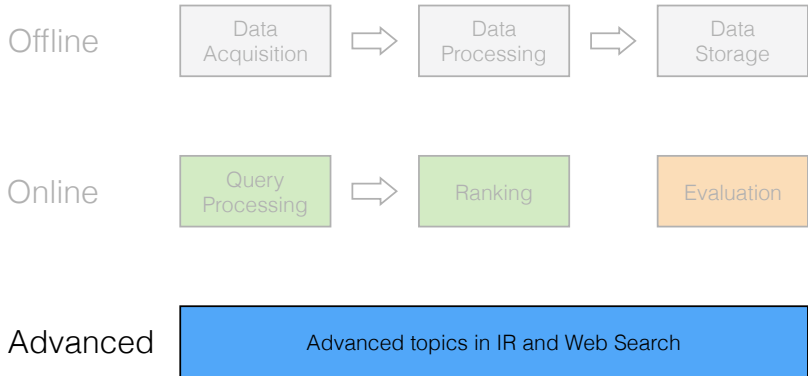 Offline
Data
Acquisition
Data
Processing
Data
Storage
Online
Query
Processing
Ranking
Evaluation
Advanced
Advanced topics in IR and Web Search